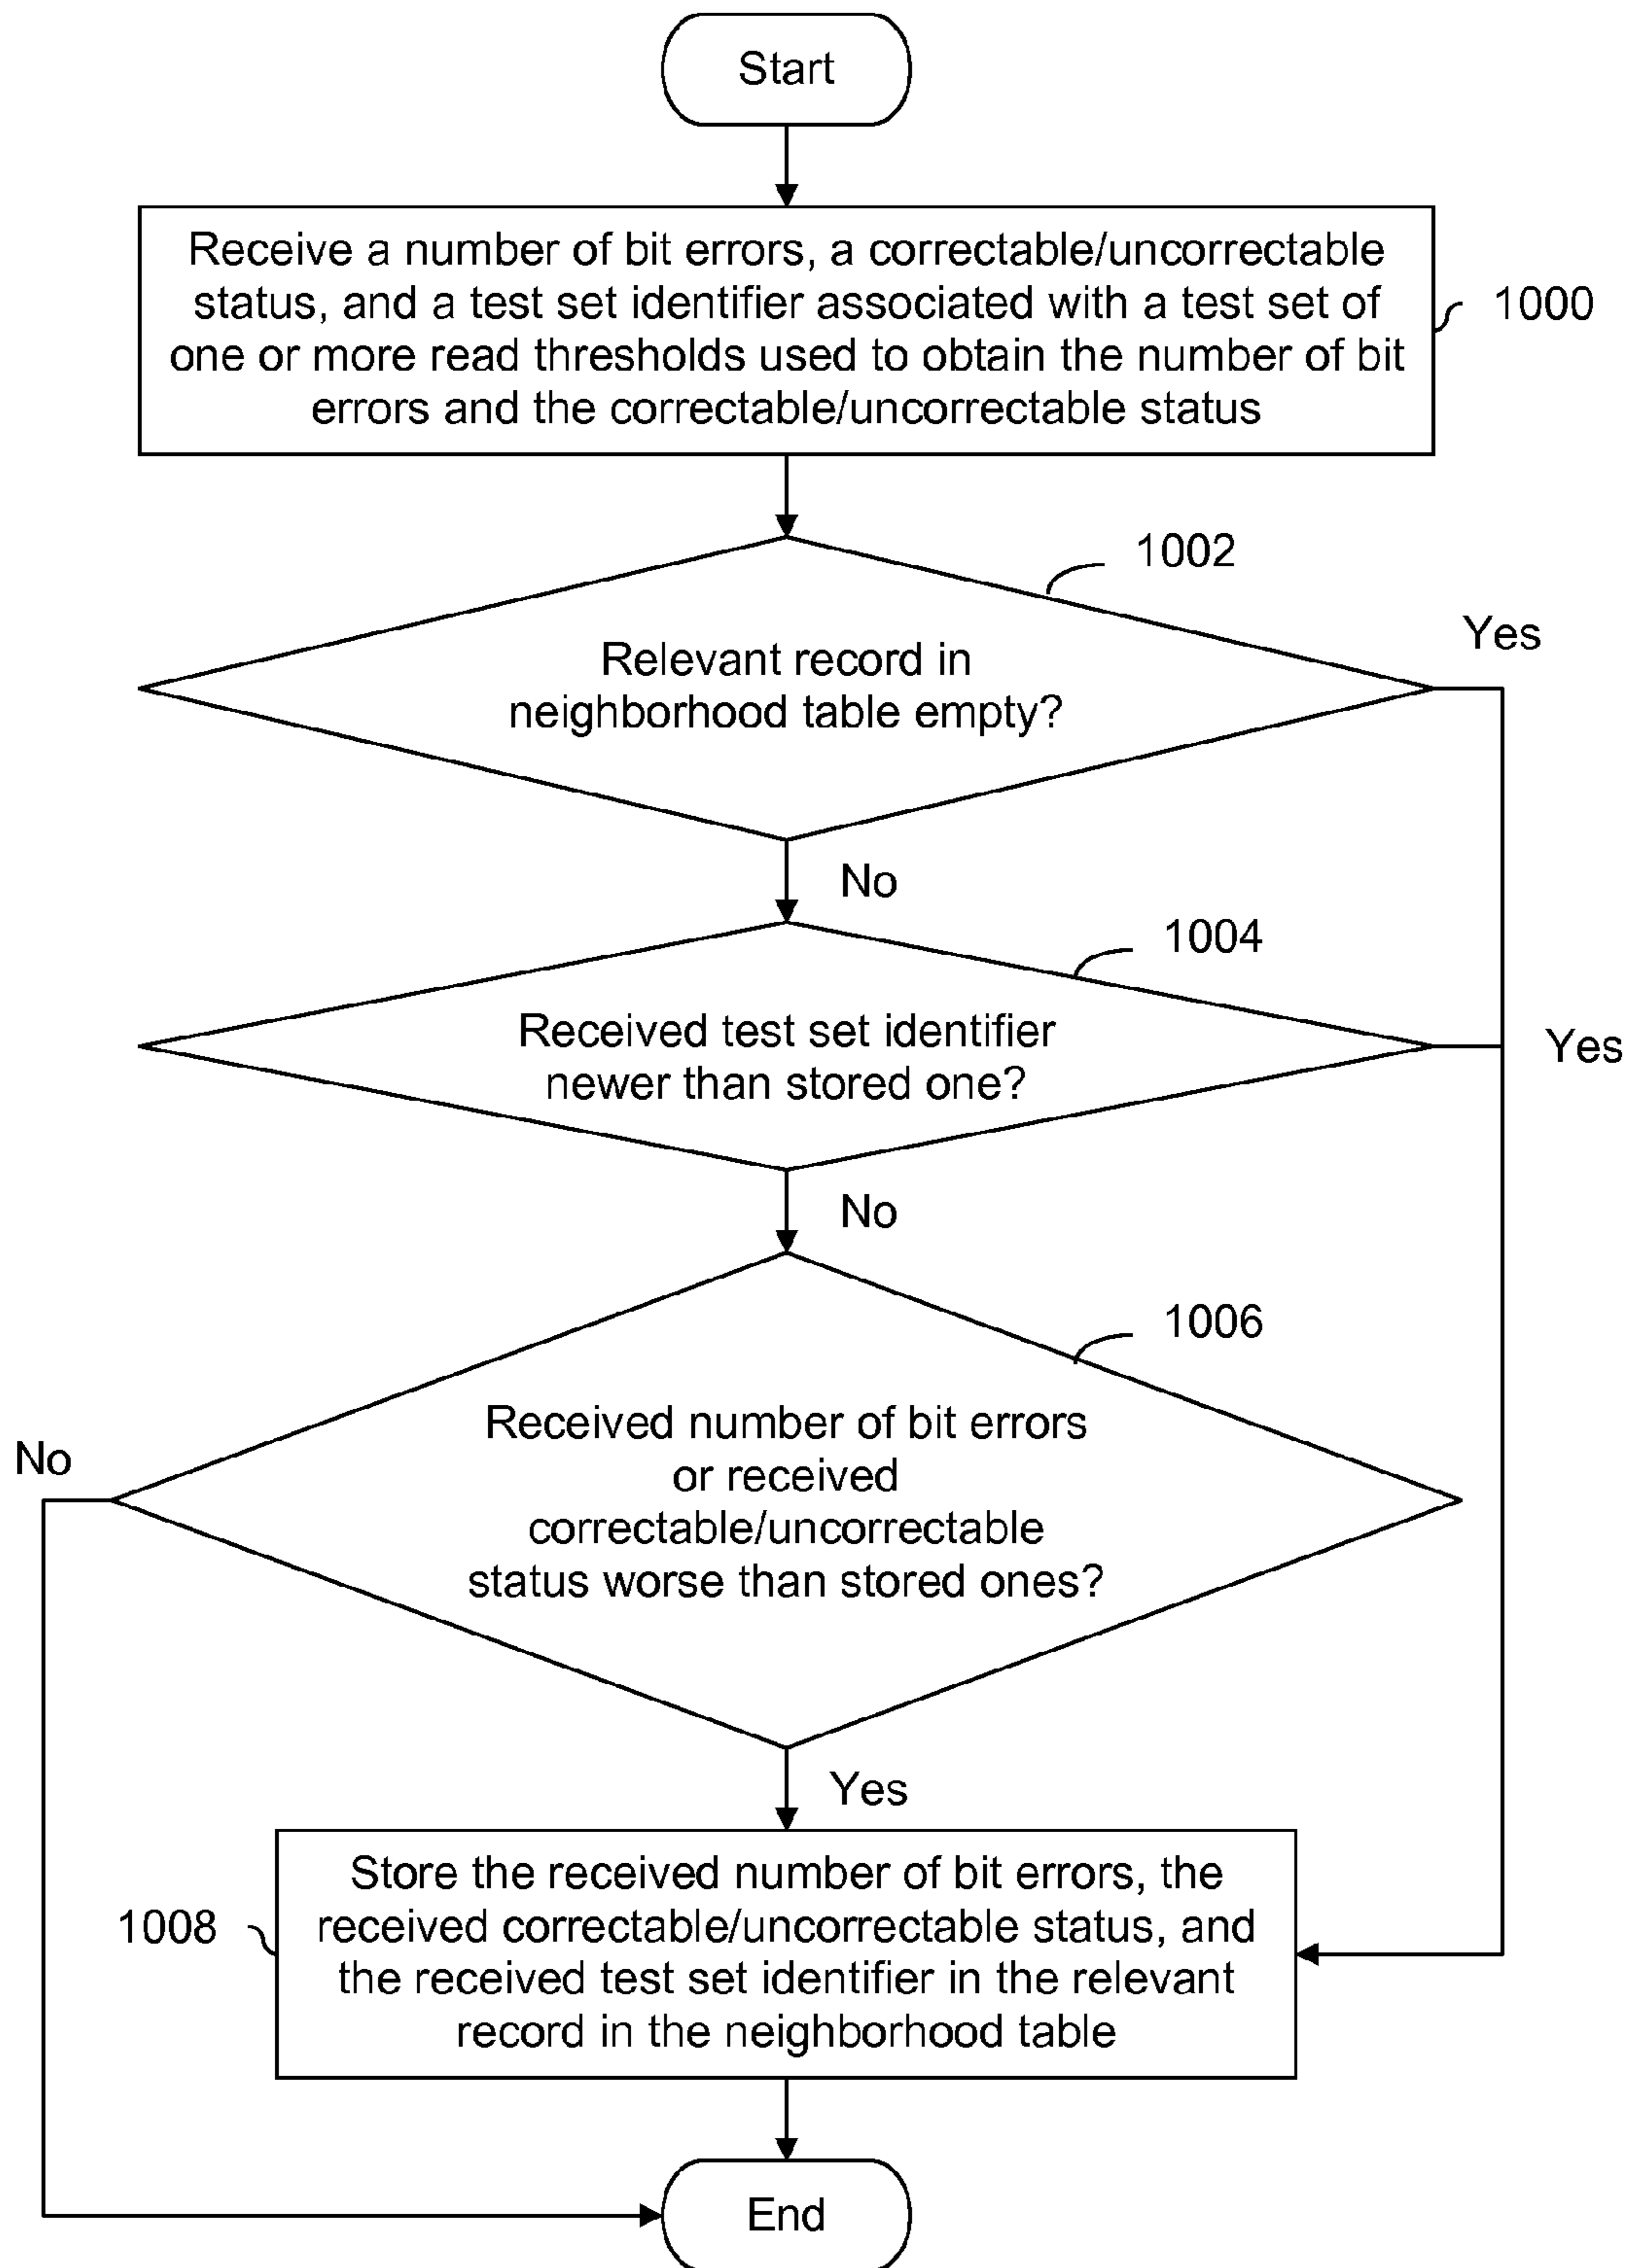 Start
Receive a number of bit errors, a correctable/uncorrectable
status, and a test set identifier associated with a test set of
one or more read thresholds used to obtain the number of bit
errors and the correctable/uncorrectable status
1000
1002
Yes
Relevant record in
neighborhood table empty?
No
1004
Received test set identifier
newer than stored one?
Yes
No
1006
Received number of bit errors
or received
correctable/uncorrectable
status worse than stored ones?
No
Yes
Store the received number of bit errors, the
received correctable/uncorrectable status, and
the received test set identifier in the relevant
record in the neighborhood table
1008
End